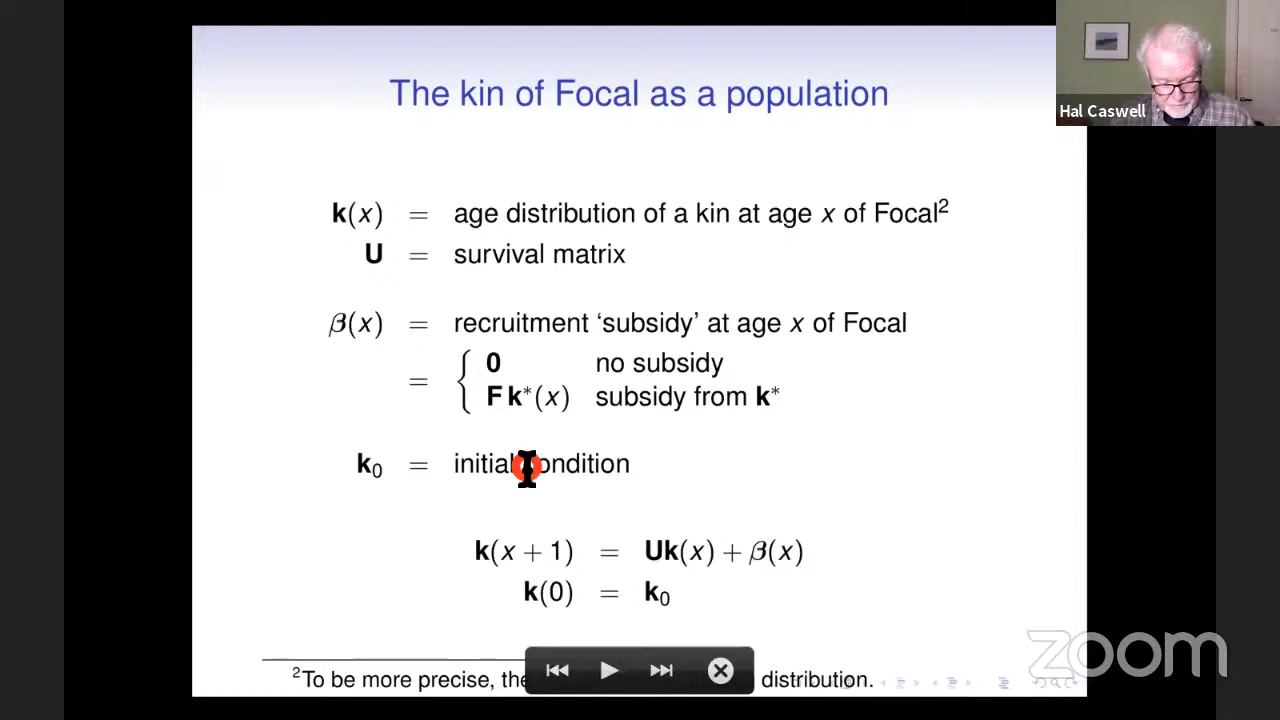 The kin of Focal as a population
Hal Caswell
k(x) = age distribution of a kin at age x of Focal²
U = survival matrix
β(x) = recruitment ‘subsidy’ at age x of Focal
= { 0 no subsidy
F k*(x) subsidy from k*
k₀ = initial condition
k(x + 1) = Uk(x) + β(x)
k(0) = k₀
²To be more precise, the distribution.
zoom